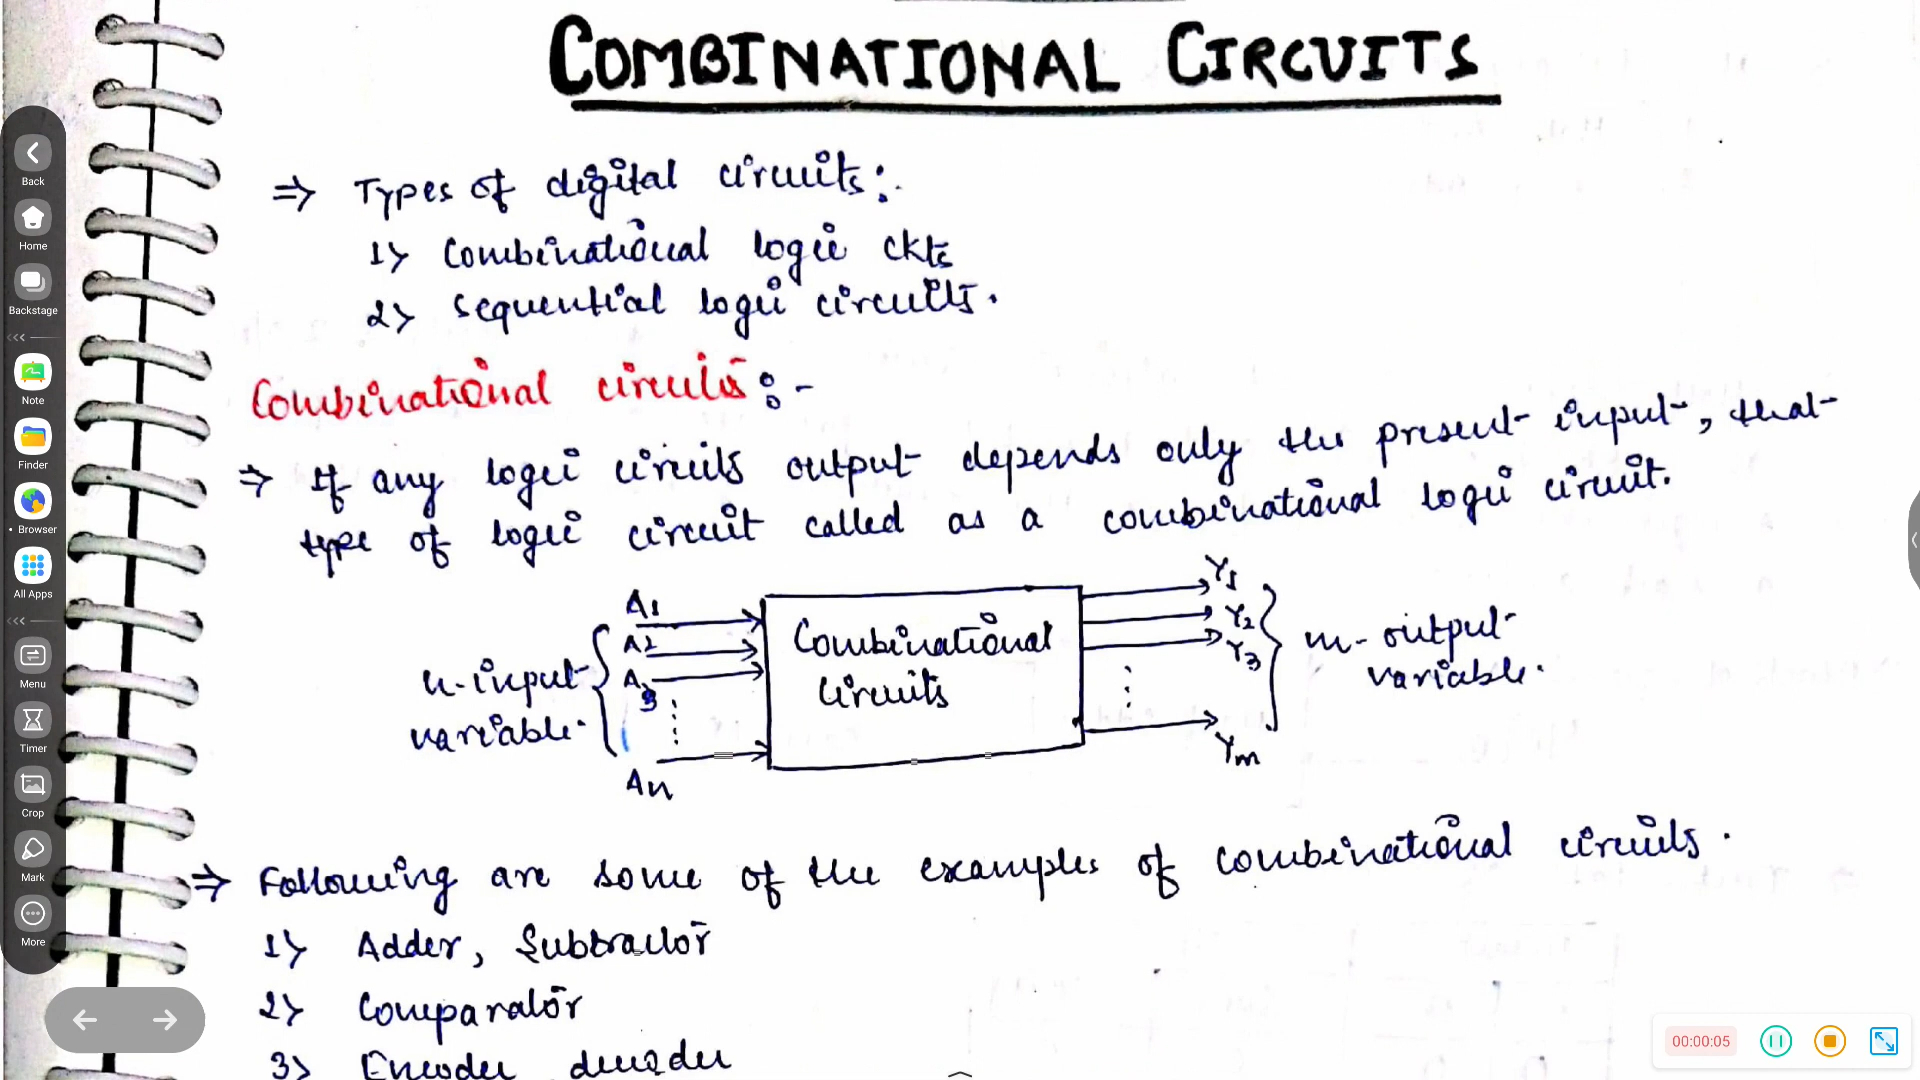 COMBINATIONAL CIRCUITS
⇒ Types of digital circuits:.
1> Combinational logic ckts
2> Sequential logic circuits.
Combinational circuits:-
⇒ If any logic circuits output depends only the present input, that
type of logic circuit called as a combinational logic circuit.
A1
A2
A3
An
n-input
variable.
Combinational
circuits
Y1
Y2
Y3
Ym
m-output
variable.
⇒ Following are some of the examples of combinational circuits.
1> Adder, Subtractor
2> Comparator
3> Encoder, decoder
Back
Home
Backstage
Note
Finder
Browser
All Apps
Menu
Timer
Crop
Mark
More
00:00:05